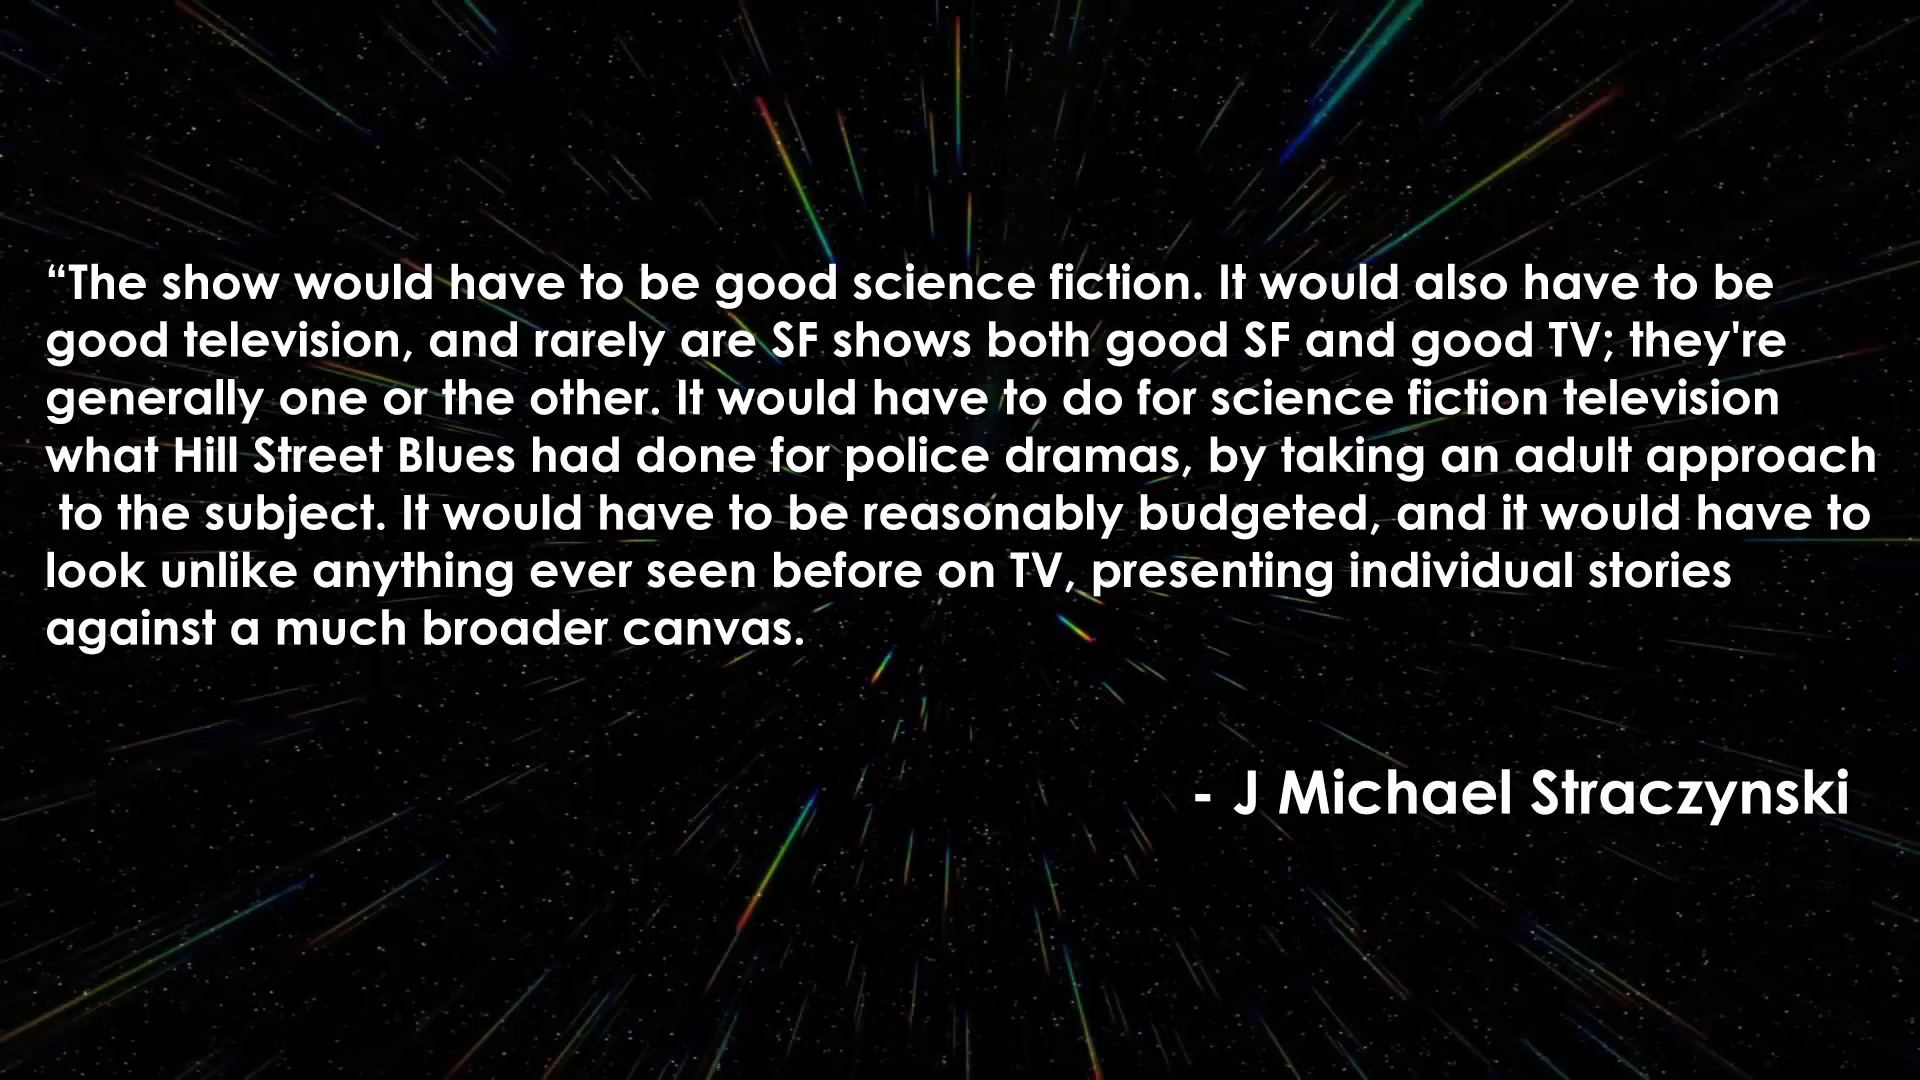 “The show would have to be good science fiction. It would also have to be
good television, and rarely are SF shows both good SF and good TV; they're
generally one or the other. It would have to do for science fiction television
what Hill Street Blues had done for police dramas, by taking an adult approach
to the subject. It would have to be reasonably budgeted, and it would have to
look unlike anything ever seen before on TV, presenting individual stories
against a much broader canvas.
- J Michael Straczynski